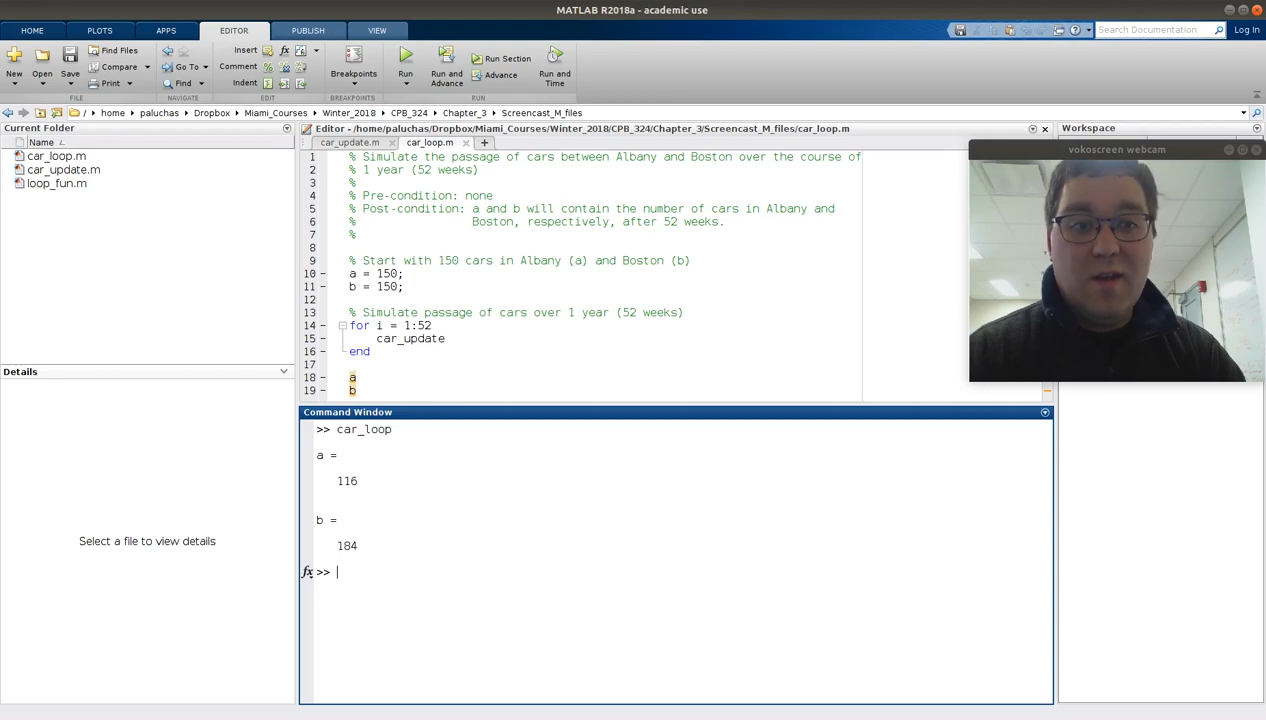 MATLAB R2018a - academic use
HOME PLOTS APPS EDITOR PUBLISH VIEW Search Documentation Log In
New Open Save Find Files Compare Print Go To Find Insert Comment Indent fx Breakpoints Run Run and Advance Run Section Advance Run and Time
FILE NAVIGATE EDIT BREAKPOINTS RUN
/ home paluchas Dropbox Miami_Courses Winter_2018 CPB_324 Chapter_3 Screencast_M_files
Current Folder
Name
car_loop.m
car_update.m
loop_fun.m
Details
Select a file to view details
Editor - /home/paluchas/Dropbox/Miami_Courses/Winter_2018/CPB_324/Chapter_3/Screencast_M_files/car_loop.m
car_update.m car_loop.m +
1 % Simulate the passage of cars between Albany and Boston over the course of
2 % 1 year (52 weeks)
3 %
4 % Pre-condition: none
5 % Post-condition: a and b will contain the number of cars in Albany and
6 % Boston, respectively, after 52 weeks.
7 %
8
9 % Start with 150 cars in Albany (a) and Boston (b)
10 - a = 150;
11 - b = 150;
12
13 % Simulate passage of cars over 1 year (52 weeks)
14 - for i = 1:52
15 - car_update
16 - end
17
18 - a
19 - b
Command Window
>> car_loop
a =
116
b =
184
fx >>
Workspace
vokoscreen webcam